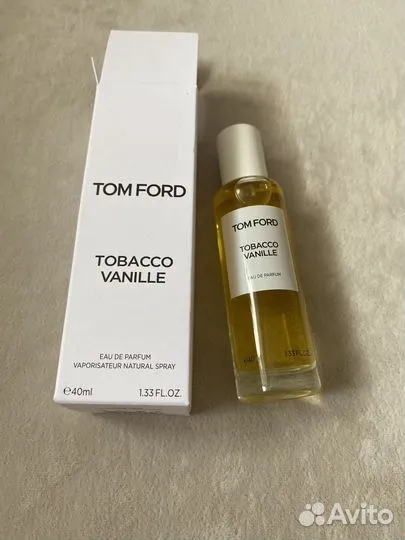 TOM FORD
TOBACCO
VANILLE
EAU DE PARFUM
VAPORISATEUR NATURAL SPRAY
℮40ml 1.33 FL.OZ.
TOM FORD
TOBACCO
VANILLE
EAU DE PARFUM
℮40ml 1.33 FL.OZ.
Avito